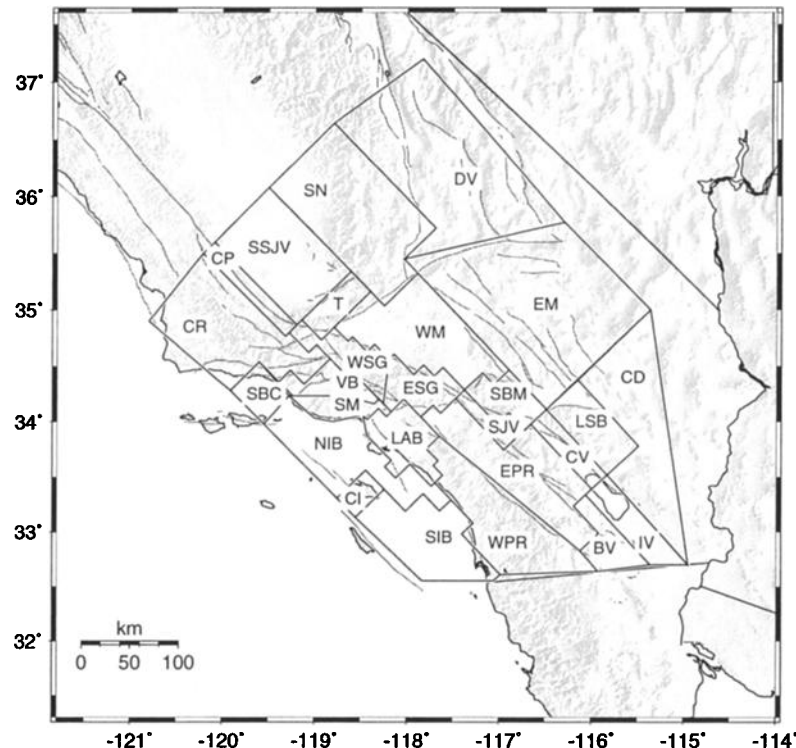 37°
36°
35°
34°
33°
32°
SN
DV
SSJV
CP
T
EM
CR
WM
WSG
VB
ESG
SBM
CD
SBC
SM
LSB
SJV
NIB
LAB
CV
EPR
CI
SIB
WPR
BV
IV
km
0 50 100
-121° -120° -119° -118° -117° -116° -115° -114°